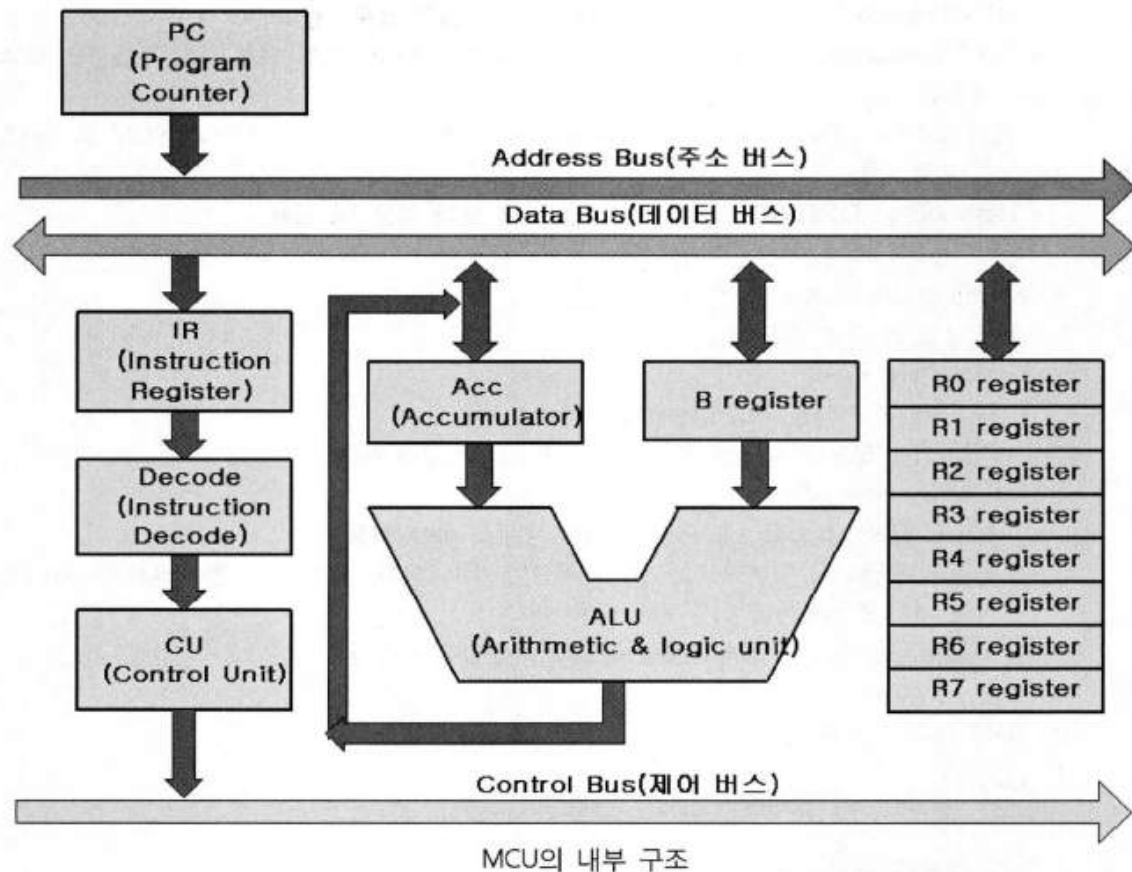 PC
(Program
Counter)
Address Bus(주소 버스)
Data Bus(데이터 버스)
IR
(Instruction
Register)
Decode
(Instruction
Decode)
CU
(Control Unit)
Acc
(Accumulator)
B register
ALU
(Arithmetic & logic unit)
R0 register
R1 register
R2 register
R3 register
R4 register
R5 register
R6 register
R7 register
Control Bus(제어 버스)
MCU의 내부 구조